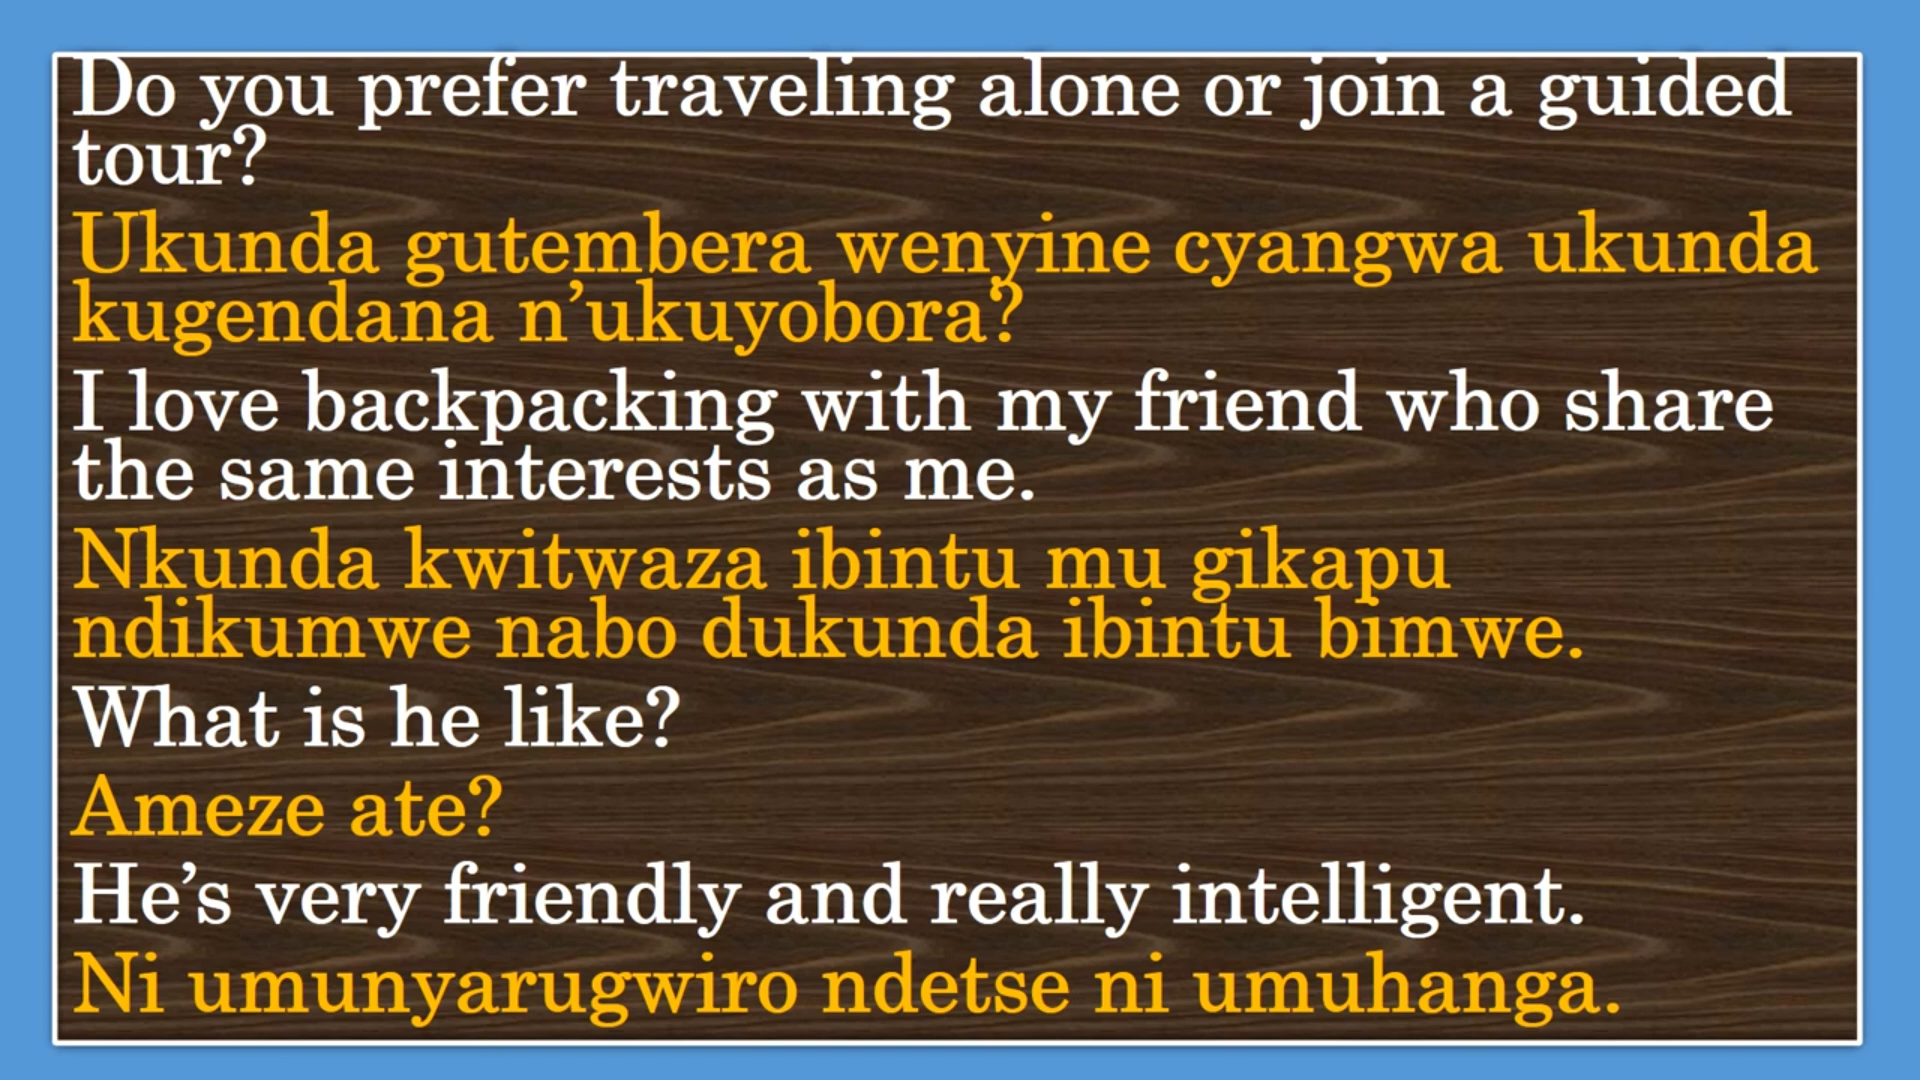 Do you prefer traveling alone or join a guided
tour?
Ukunda gutembera wenyine cyangwa ukunda
kugendana n’ukuyobora?
I love backpacking with my friend who share
the same interests as me.
Nkunda kwitwaza ibintu mu gikapu
ndikumwe nabo dukunda ibintu bimwe.
What is he like?
Ameze ate?
He’s very friendly and really intelligent.
Ni umunyarugwiro ndetse ni umuhanga.